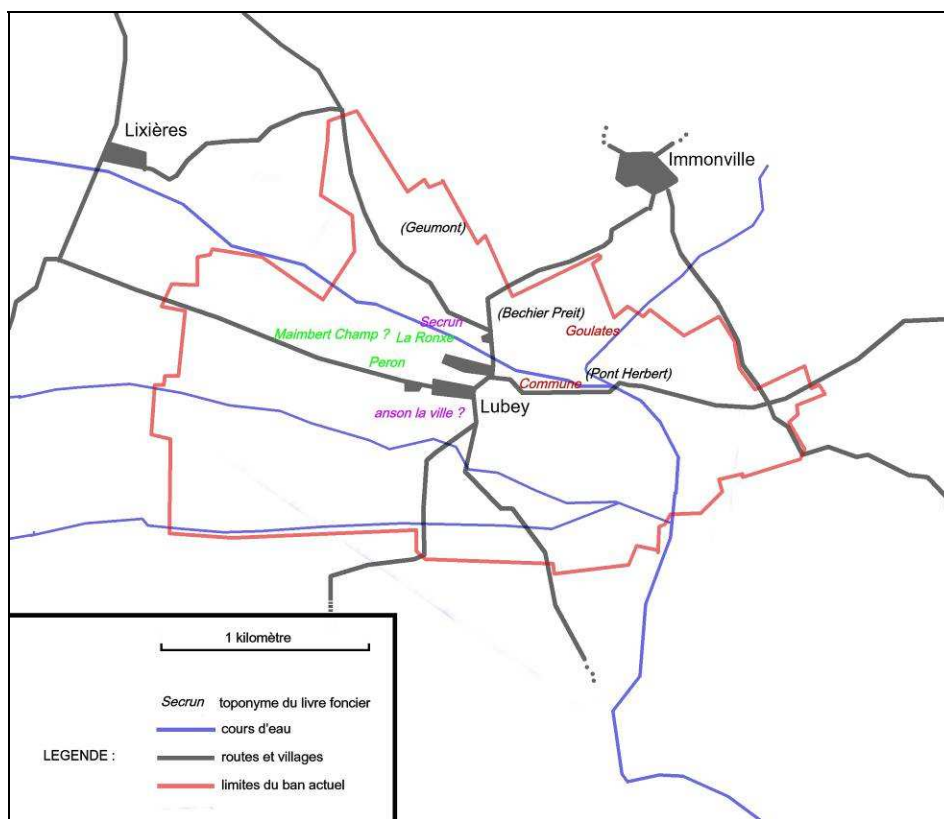 Lixières
Immonville
(Geumont)
(Bechier Preit)
Secrun
Goulates
Maimbert Champ ?
La Ronxe
Peron
(Pont Herbert)
Commune
Lubey
anson la ville ?
1 kilomètre
Secrun toponyme du livre foncier
cours d'eau
LEGENDE :
routes et villages
limites du ban actuel